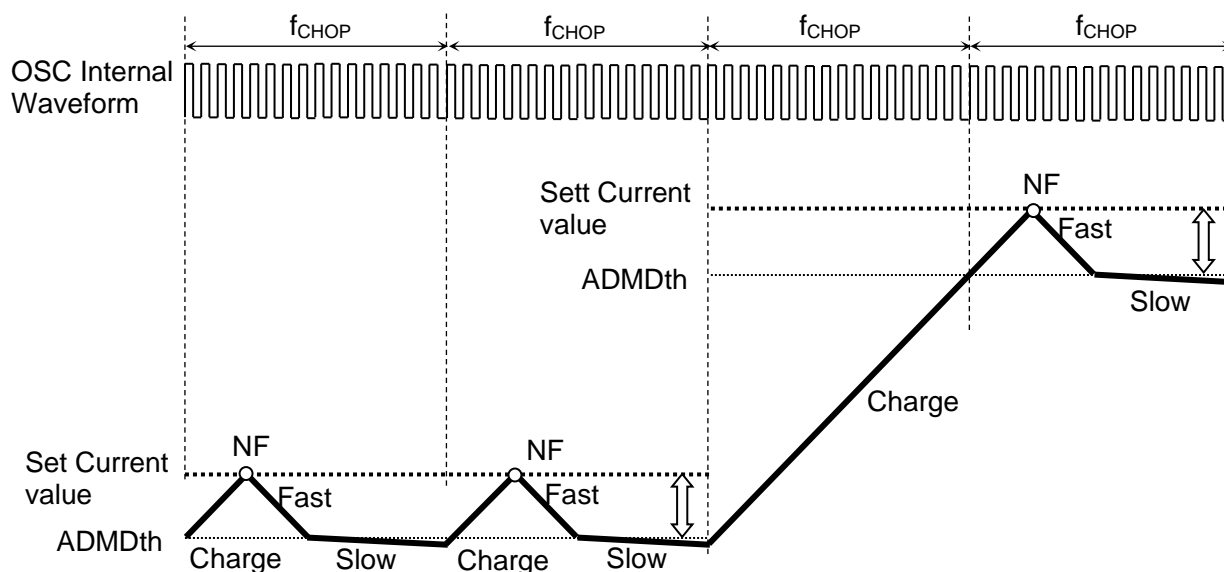 fCHOP fCHOP fCHOP fCHOP
OSC Internal
Waveform
Sett Current
value
NF
Fast
ADMDth
Slow
Charge
Set Current
value
NF
Fast
NF
Fast
ADMDth
Charge
Slow
Charge
Slow